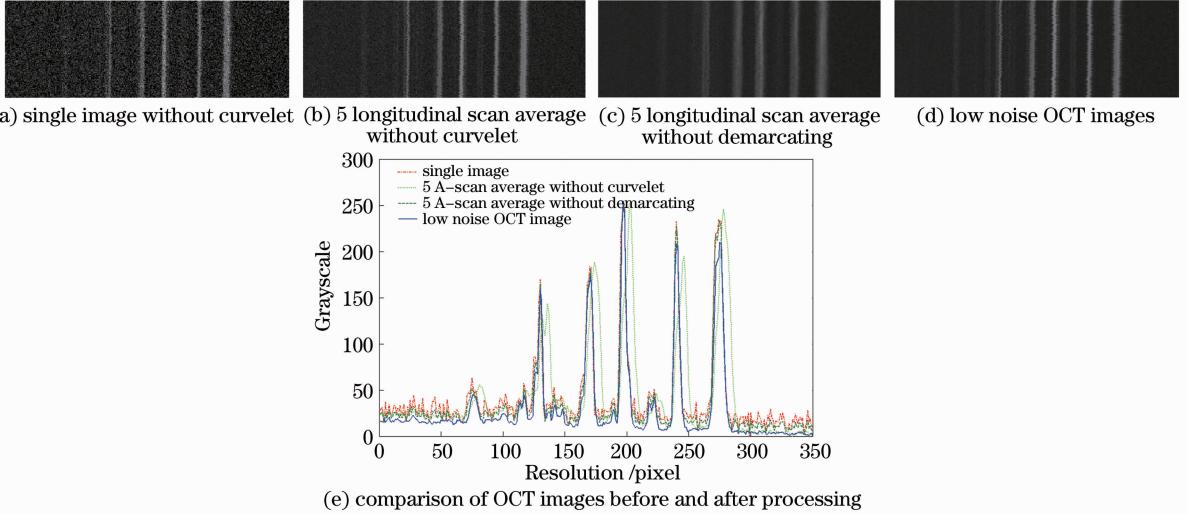 a) single image without curvelet
(b) 5 longitudinal scan average
without curvelet
(c) 5 longitudinal scan average
without demarcating
(d) low noise OCT images
300
250
200
150
100
50
0
Grayscale
single image
5 A-scan average without curvelet
5 A-scan average without demarcating
low noise OCT image
0 50 100 150 200 250 300 350
Resolution /pixel
(e) comparison of OCT images before and after processing